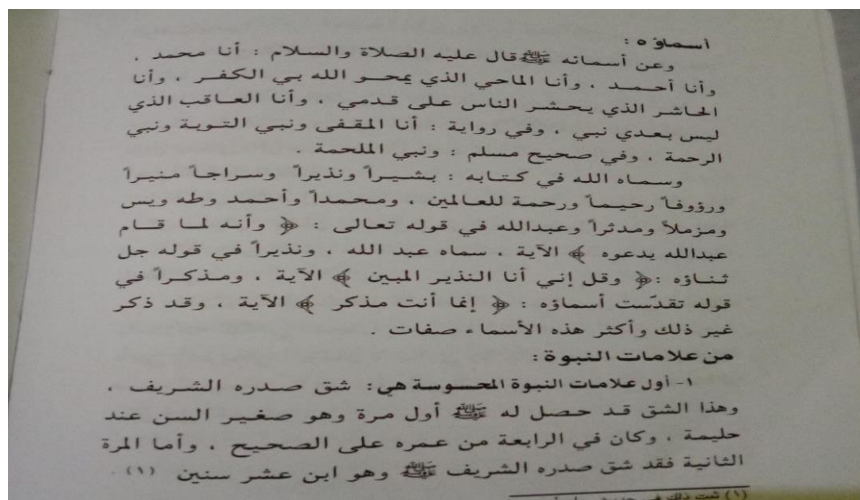 أسماؤه :
وعن أسمائه ﷺ قال عليه الصلاة والسلام : أنا محمد ،
وأنا أحمد ، وأنا الماحي الذي يمحو الله بي الكفر ، وأنا
الحاشر الذي يحشر الناس على قدمي ، وأنا العاقب الذي
ليس بعدي نبي ، وفي رواية : أنا المقفى ونبي التوبة ونبي
الرحمة ، وفي صحيح مسلم : ونبي الملحمة .
وسماه الله في كتابه : بشيراً ونذيراً وسراجاً منيراً
ورؤوفاً رحيماً ورحمة للعالمين ، ومحمداً وأحمد وطه ويس
ومزملاً ومدثراً وعبدالله في قوله تعالى : ﴿ وأنه لما قام
عبدالله يدعوه ﴾ الآية ، سماه عبد الله ، ونذيراً في قوله جل
ثناؤه : ﴿ وقل إني أنا النذير المبين ﴾ الآية ، ومذكراً في
قوله تقدّست أسماؤه : ﴿ إنما أنت مذكر ﴾ الآية ، وقد ذكر
غير ذلك وأكثر هذه الأسماء صفات .
من علامات النبوة :
١- أول علامات النبوة المحسوسة هي : شق صدره الشريف ،
وهذا الشق قد حصل له ﷺ أول مرة وهو صغير السن عند
حليمة ، وكان في الرابعة من عمره على الصحيح ، وأما المرة
الثانية فقد شق صدره الشريف ﷺ وهو ابن عشر سنين (١) .
(١) ثبت ذلك في